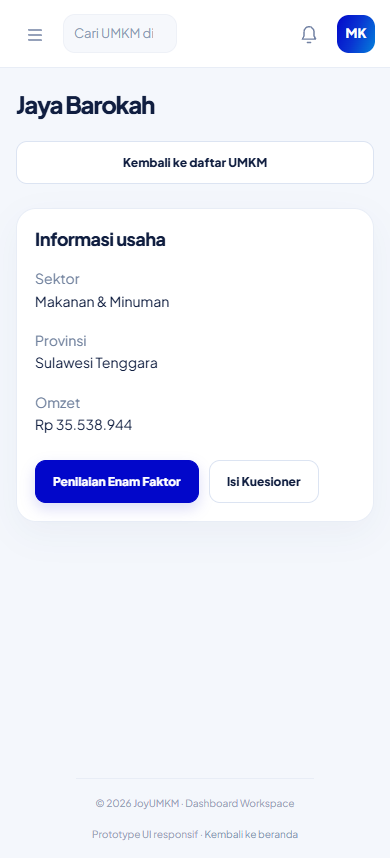 Cari UMKM di
MK
Jaya Barokah
Kembali ke daftar UMKM
Informasi usaha
Sektor
Makanan & Minuman
Provinsi
Sulawesi Tenggara
Omzet
Rp 35.538.944
Penilaian Enam Faktor
Isi Kuesioner
© 2026 JoyUMKM · Dashboard Workspace
Prototype UI responsif · Kembali ke beranda